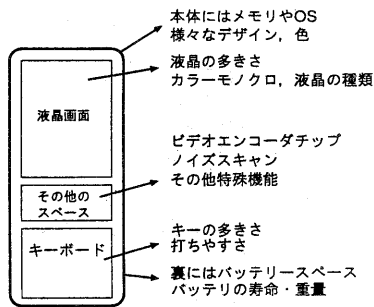 本体にはメモリやOS
様々なデザイン，色
液晶の多きさ
カラーモノクロ，液晶の種類
液晶画面
ビデオエンコーダチップ
ノイズスキャン
その他特殊機能
その他の
スペース
キーの多きさ
打ちやすさ
キーボード
裏にはバッテリースペース
バッテリの寿命・重量